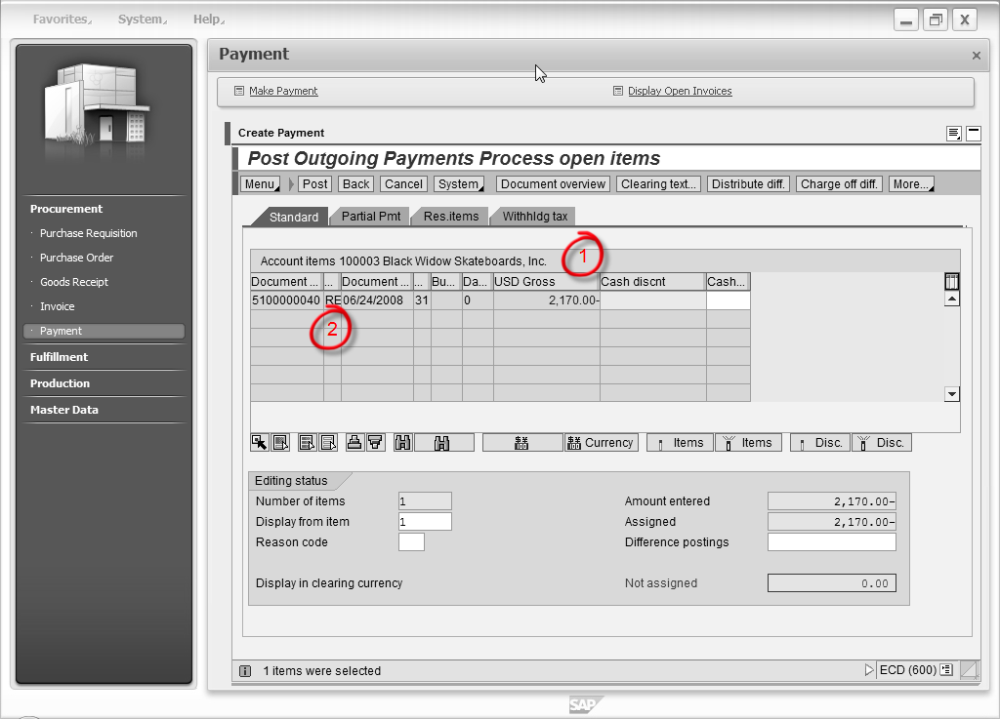 Favorites System Help
Payment
Make Payment Display Open Invoices
Create Payment
Post Outgoing Payments Process open items
Menu Post Back Cancel System Document overview Clearing text... Distribute diff. Charge off diff. More...
Standard Partial Pmt Res.items Withhldg tax
Procurement
· Purchase Requisition
· Purchase Order
· Goods Receipt
· Invoice
· Payment
Fulfillment
Production
Master Data
Account items 100003 Black Widow Skateboards, Inc. 1
Document ... ... Document ... ... Bu... Da... USD Gross Cash discnt Cash...
5100000040 RE 06/24/2008 31 0 2,170.00-
2
Currency Items Items Disc. Disc.
Editing status
Number of items 1 Amount entered 2,170.00-
Display from item 1 Assigned 2,170.00-
Reason code Difference postings
Display in clearing currency Not assigned 0.00
1 items were selected ECD (600)
SAP